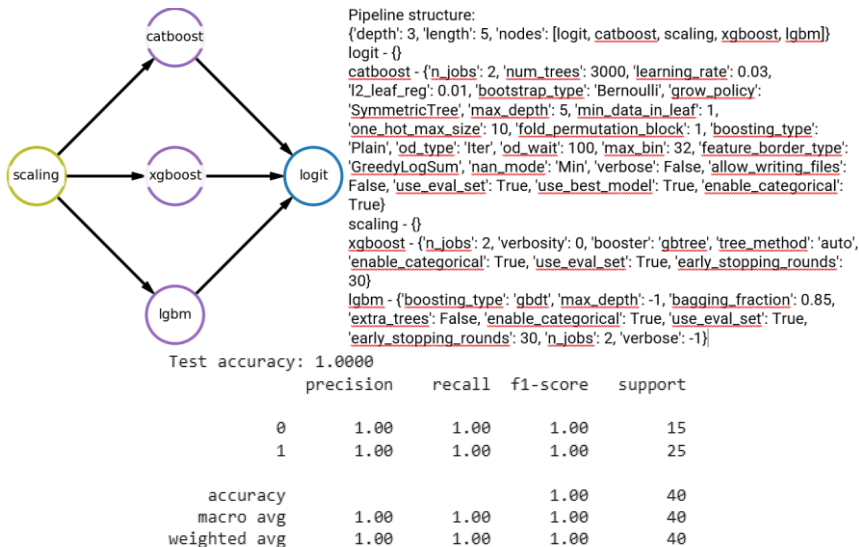 catboost
scaling
xgboost
logit
lgbm
Pipeline structure:
{'depth': 3, 'length': 5, 'nodes': [logit, catboost, scaling, xgboost, lgbm]}
logit - {}
catboost - {'n_jobs': 2, 'num_trees': 3000, 'learning_rate': 0.03,
'l2_leaf_reg': 0.01, 'bootstrap_type': 'Bernoulli', 'grow_policy':
'SymmetricTree', 'max_depth': 5, 'min_data_in_leaf': 1,
'one_hot_max_size': 10, 'fold_permutation_block': 1, 'boosting_type':
'Plain', 'od_type': 'Iter', 'od_wait': 100, 'max_bin': 32, 'feature_border_type':
'GreedyLogSum', 'nan_mode': 'Min', 'verbose': False, 'allow_writing_files':
False, 'use_eval_set': True, 'use_best_model': True, 'enable_categorical':
True}
scaling - {}
xgboost - {'n_jobs': 2, 'verbosity': 0, 'booster': 'gbtree', 'tree_method': 'auto',
'enable_categorical': True, 'use_eval_set': True, 'early_stopping_rounds':
30}
lgbm - {'boosting_type': 'gbdt', 'max_depth': -1, 'bagging_fraction': 0.85,
'extra_trees': False, 'enable_categorical': True, 'use_eval_set': True,
'early_stopping_rounds': 30, 'n_jobs': 2, 'verbose': -1}
Test accuracy: 1.0000
precision recall f1-score support
0 1.00 1.00 1.00 15
1 1.00 1.00 1.00 25
accuracy 1.00 40
macro avg 1.00 1.00 1.00 40
weighted avg 1.00 1.00 1.00 40